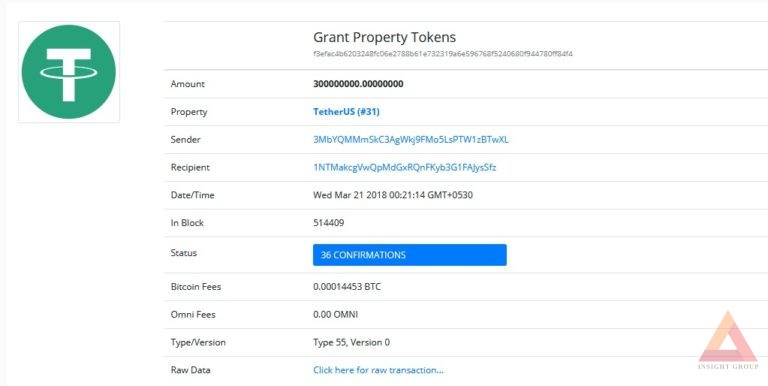 Grant Property Tokens
f3efac4b6203248fc06e2788b61e732319a6e596768f5240680f944780ff84f4
Amount 300000000.00000000
Property TetherUS (#31)
Sender 3MbYQMMmSkC3AgWkj9FMo5LsPTW1zBTwXL
Recipient 1NTMakcgVwQpMdGxRQnFKyb3G1FAJysSfz
Date/Time Wed Mar 21 2018 00:21:14 GMT+0530
In Block 514409
Status 36 CONFIRMATIONS
Bitcoin Fees 0.00014453 BTC
Omni Fees 0.00 OMNI
Type/Version Type 55, Version 0
Raw Data Click here for raw transaction...
INSIGHT GROUP